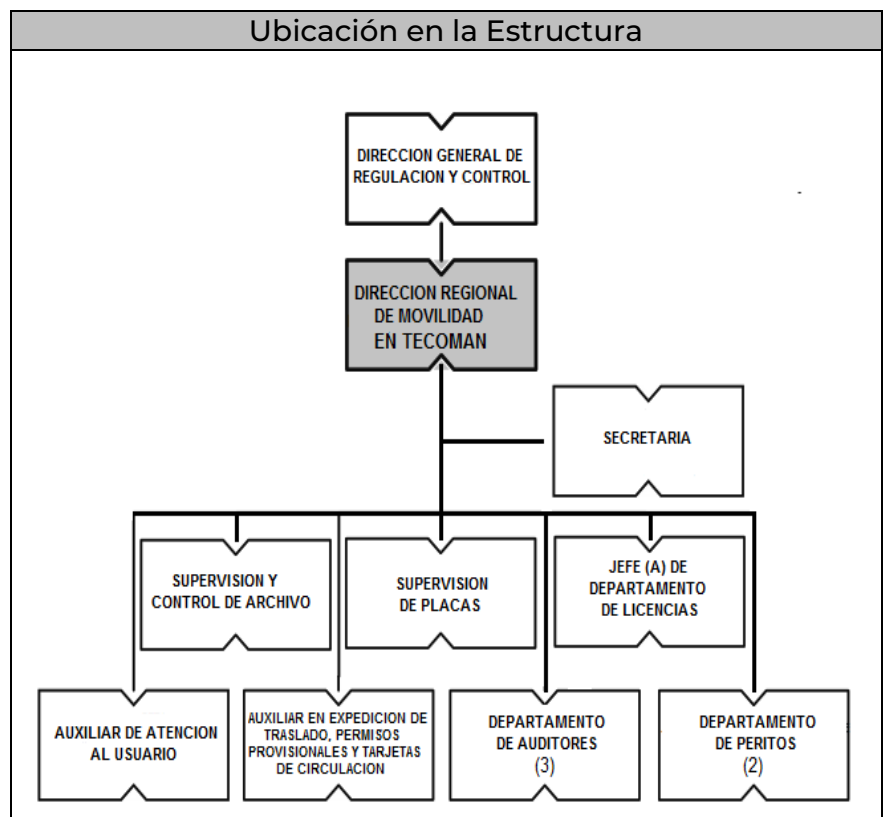 Ubicación en la Estructura
DIRECCION GENERAL DE
REGULACION Y CONTROL
DIRECCION REGIONAL
DE MOVILIDAD
EN TECOMAN
SECRETARIA
SUPERVISION Y
CONTROL DE ARCHIVO
SUPERVISION
DE PLACAS
JEFE (A) DE
DEPARTAMENTO
DE LICENCIAS
AUXILIAR DE ATENCION
AL USUARIO
AUXILIAR EN EXPEDICION DE
TRASLADO, PERMISOS
PROVISIONALES Y TARJETAS
DE CIRCULACION
DEPARTAMENTO
DE AUDITORES
(3)
DEPARTAMENTO
DE PERITOS
(2)